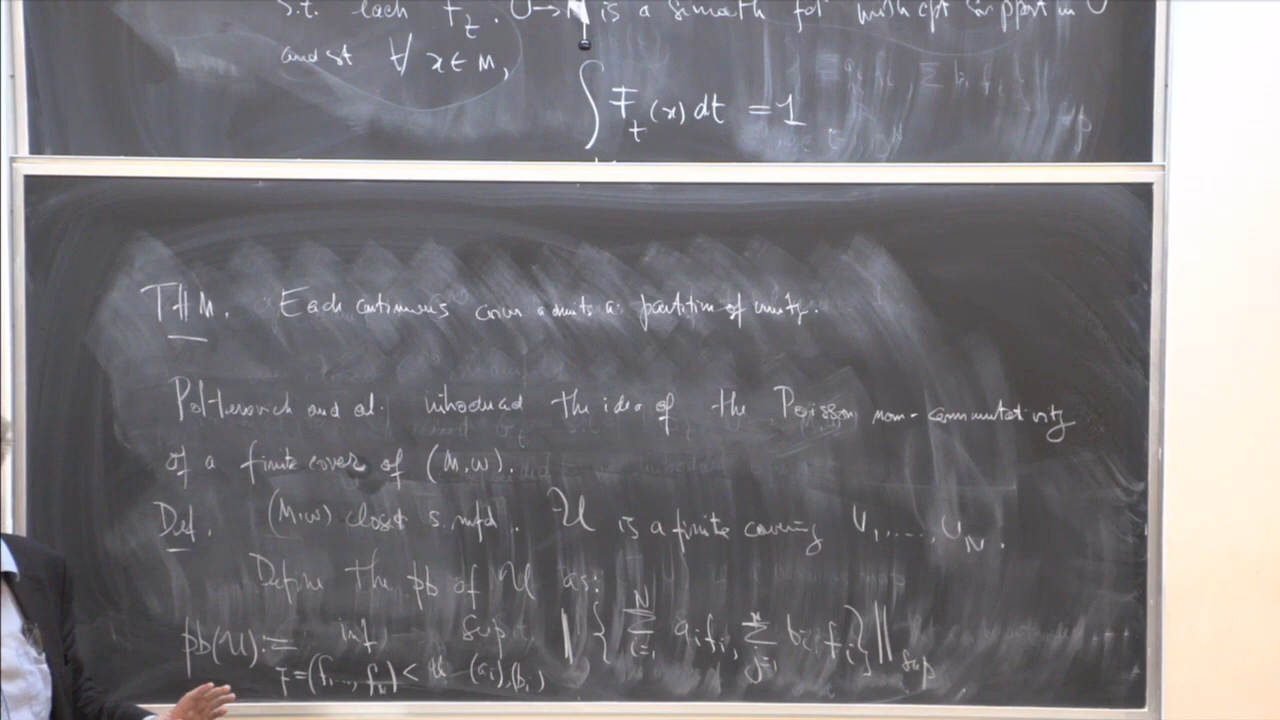 s.t. each F_t : U → is a smooth fct with cpt support in U
and st ∀ x ∈ M,
∫ F_t(x) dt = 1
THM. Each continuous cover admits a partition of unity.
Polterovich and al. introduced the idea of the Poisson non-commutativity
of a finite cover of (M,ω).
Def. (M,ω) closed s. mfd. 𝒰 is a finite covering U_1, ...., U_N.
Define the pb of 𝒰 as:
pb(𝒰) := inf sup ‖{ Σ_{i=1}^N a_i f_i, Σ_{j=1} b_i f_i }‖_sup
F = (f_1, ..., f_N) < 𝒰 (a_i),(b_i)